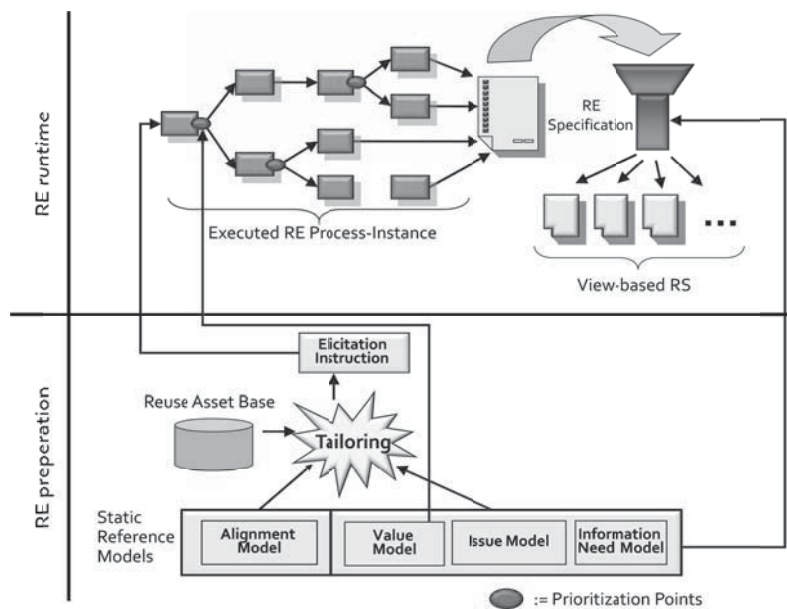 RE runtime
RE
Specification
Executed RE Process-Instance
View-based RS
RE preperation
Elicitation
Instruction
Reuse Asset Base
Tailoring
Static
Reference
Models
Alignment
Model
Value
Model
Issue Model
Information
Need Model
:= Prioritization Points